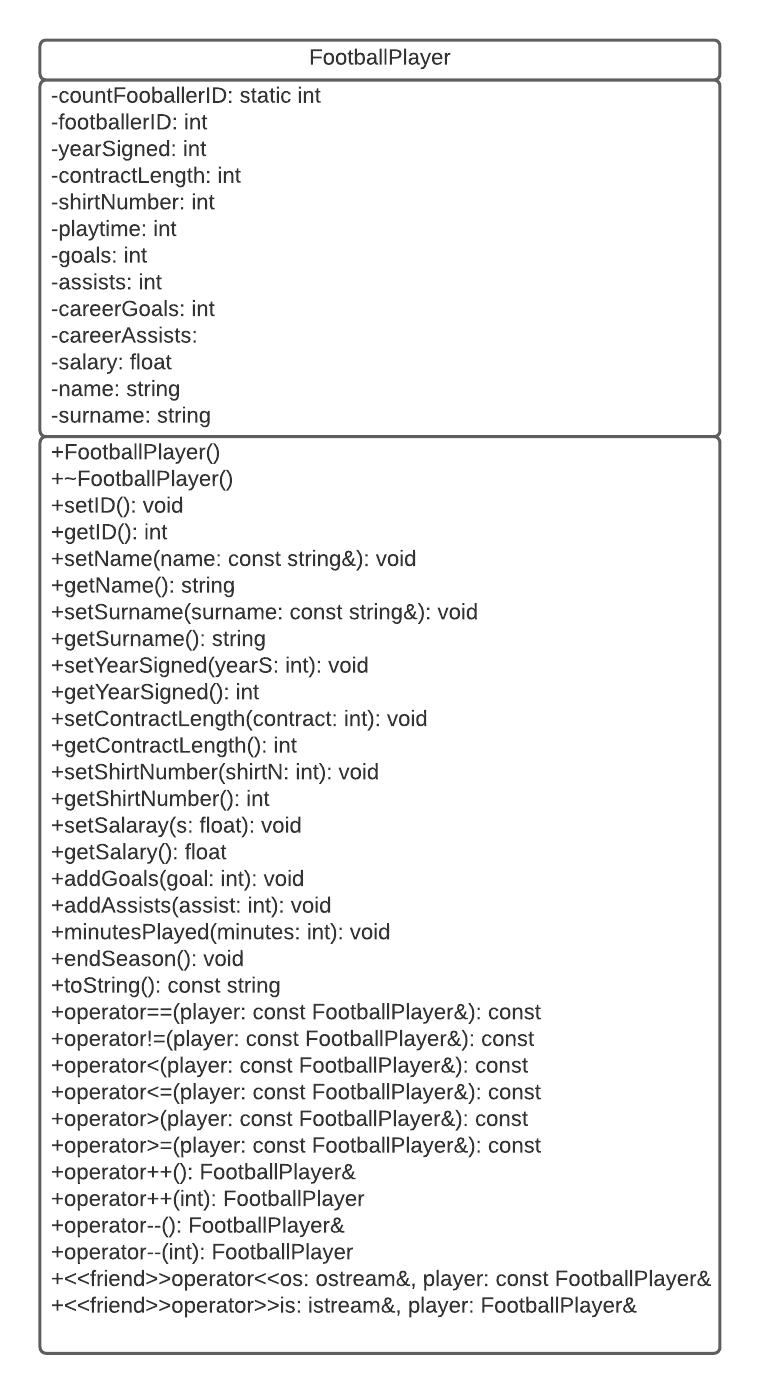 FootballPlayer
-countFooballerID: static int
-footballerID: int
-yearSigned: int
-contractLength: int
-shirtNumber: int
-playtime: int
-goals: int
-assists: int
-careerGoals: int
-careerAssists:
-salary: float
-name: string
-surname: string
+FootballPlayer()
+~FootballPlayer()
+setID(): void
+getID(): int
+setName(name: const string&): void
+getName(): string
+setSurname(surname: const string&): void
+getSurname(): string
+setYearSigned(yearS: int): void
+getYearSigned(): int
+setContractLength(contract: int): void
+getContractLength(): int
+setShirtNumber(shirtN: int): void
+getShirtNumber(): int
+setSalaray(s: float): void
+getSalary(): float
+addGoals(goal: int): void
+addAssists(assist: int): void
+minutesPlayed(minutes: int): void
+endSeason(): void
+toString(): const string
+operator==(player: const FootballPlayer&): const
+operator!=(player: const FootballPlayer&): const
+operator<(player: const FootballPlayer&): const
+operator<=(player: const FootballPlayer&): const
+operator>(player: const FootballPlayer&): const
+operator>=(player: const FootballPlayer&): const
+operator++(): FootballPlayer&
+operator++(int): FootballPlayer
+operator--(): FootballPlayer&
+operator--(int): FootballPlayer
+<<friend>>operator<<os: ostream&, player: const FootballPlayer&
+<<friend>>operator>>is: istream&, player: FootballPlayer&